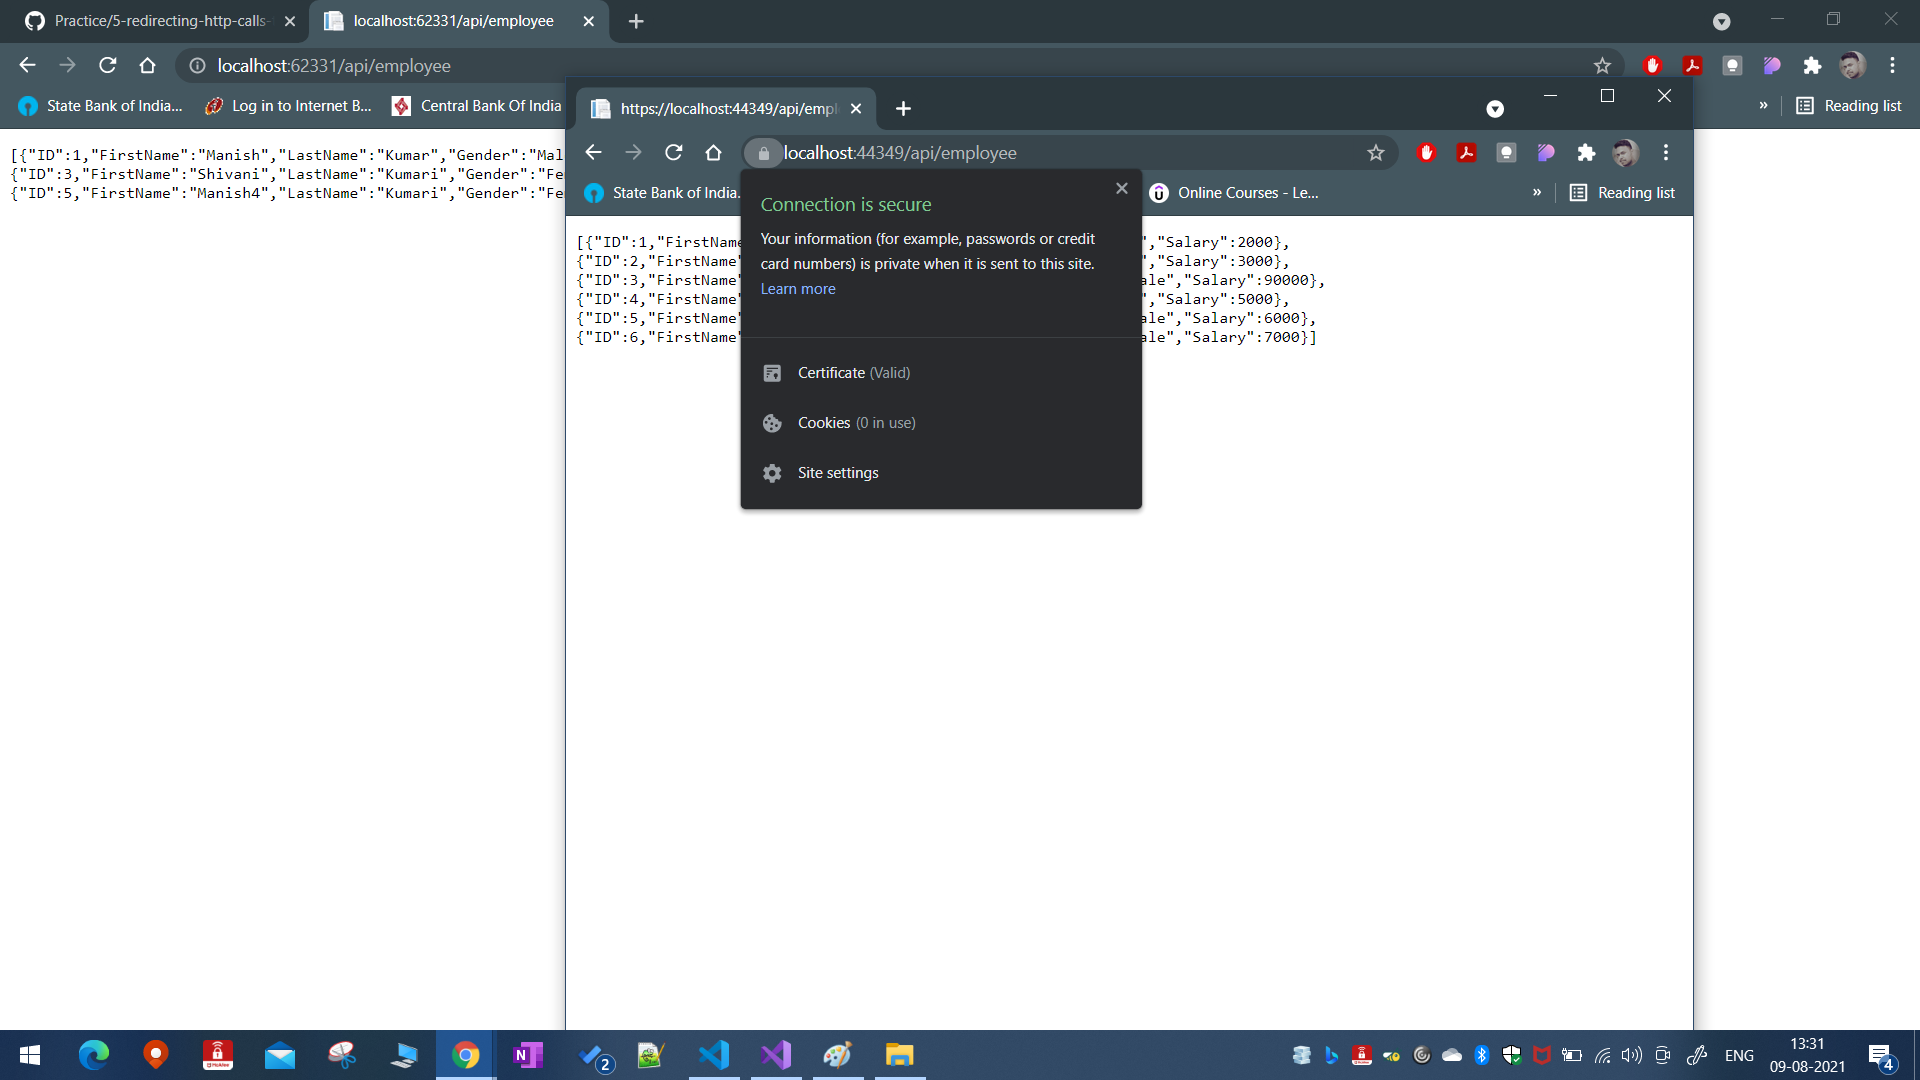 Practice/5-redirecting-http-calls-
localhost:62331/api/employee
localhost:62331/api/employee
State Bank of India...
Log in to Internet B...
Central Bank Of India
»
Reading list
[{"ID":1,"FirstName":"Manish","LastName":"Kumar","Gender":"Mal
{"ID":3,"FirstName":"Shivani","LastName":"Kumari","Gender":"Fe
{"ID":5,"FirstName":"Manish4","LastName":"Kumari","Gender":"Fe
https://localhost:44349/api/empl
localhost:44349/api/employee
State Bank of India.
Online Courses - Le...
»
Reading list
[{"ID":1,"FirstName
","Salary":2000},
{"ID":2,"FirstName"
","Salary":3000},
{"ID":3,"FirstName"
ale","Salary":90000},
{"ID":4,"FirstName"
","Salary":5000},
{"ID":5,"FirstName"
ale","Salary":6000},
{"ID":6,"FirstName"
ale","Salary":7000}]
Connection is secure
Your information (for example, passwords or credit
card numbers) is private when it is sent to this site.
Learn more
Certificate (Valid)
Cookies (0 in use)
Site settings
N
2
ENG
13:31
09-08-2021
4